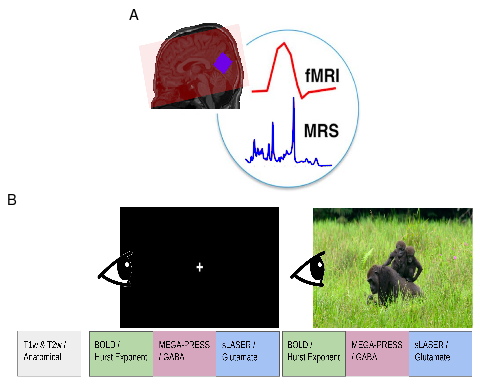 A
fMRI
MRS
B
T1w & T2w /
Anatomical
BOLD /
Hurst Exponent
MEGA-PRESS
/ GABA
sLASER /
Glutamate
BOLD /
Hurst Exponent
MEGA-PRESS
/ GABA
sLASER /
Glutamate